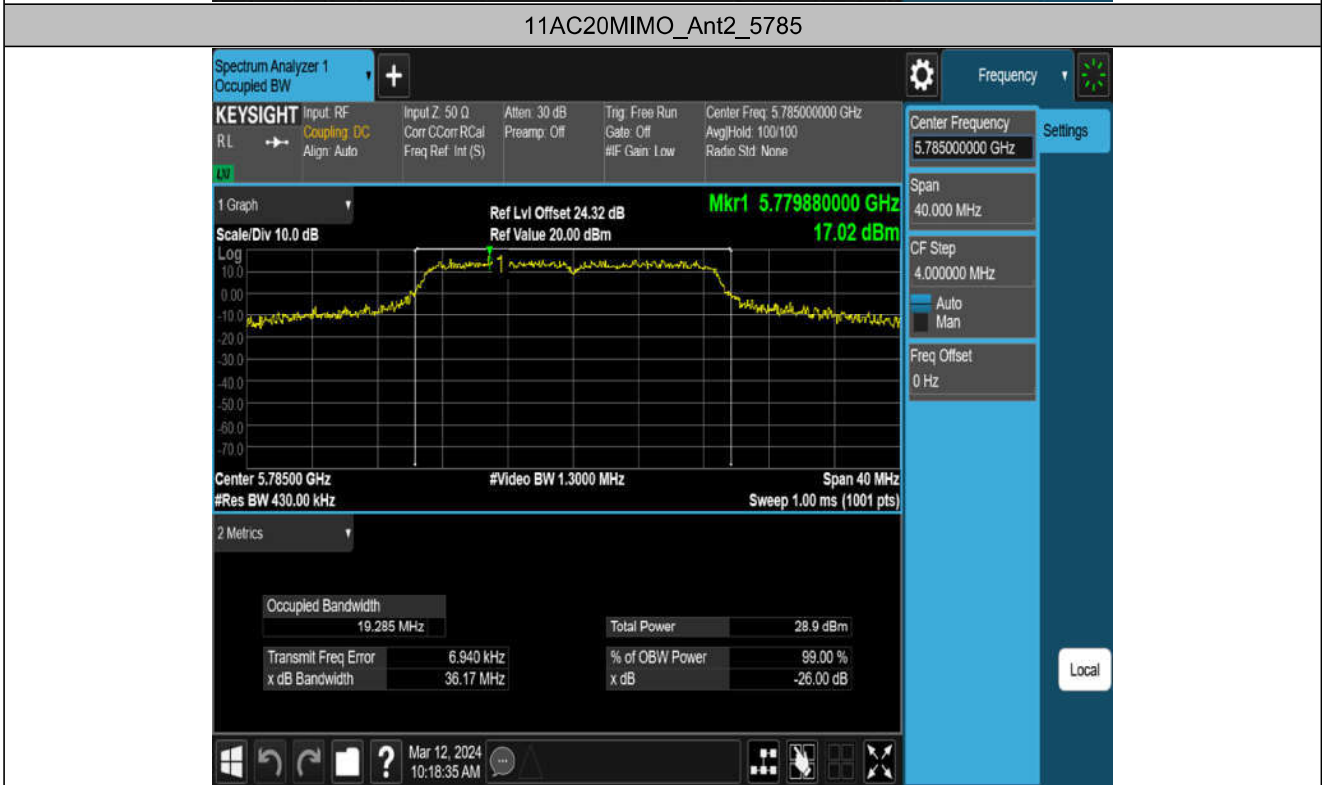 11AC20MIMO_Ant2_5785
Spectrum Analyzer 1
Occupied BW
Frequency
KEYSIGHT
RL
LXI
Input: RF
Coupling: DC
Align: Auto
Input Z: 50 Ω
Corr CCorr RCal
Freq Ref: Int (S)
Atten: 30 dB
Preamp: Off
Trig: Free Run
Gate: Off
#IF Gain: Low
Center Freq: 5.785000000 GHz
Avg|Hold: 100/100
Radio Std: None
Center Frequency
5.785000000 GHz
Settings
Span
40.000 MHz
CF Step
4.000000 MHz
Auto
Man
Freq Offset
0 Hz
Local
1 Graph
Scale/Div 10.0 dB
Ref Lvl Offset 24.32 dB
Ref Value 20.00 dBm
Mkr1 5.779880000 GHz
17.02 dBm
Log
10.0
0.00
-10.0
-20.0
-30.0
-40.0
-50.0
-60.0
-70.0
1
Center 5.78500 GHz
#Res BW 430.00 kHz
#Video BW 1.3000 MHz
Span 40 MHz
Sweep 1.00 ms (1001 pts)
2 Metrics
Occupied Bandwidth
19.285 MHz
Total Power 28.9 dBm
Transmit Freq Error 6.940 kHz
% of OBW Power 99.00 %
x dB Bandwidth 36.17 MHz
x dB -26.00 dB
?
Mar 12, 2024
10:18:35 AM